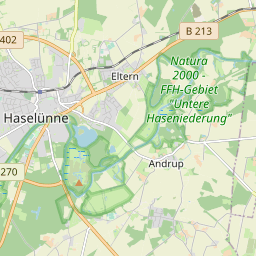 B 213
402
Eltern
Natura
2000 -
FFH-Gebiet
"Untere
Haseniederung"
Haselünne
Andrup
270